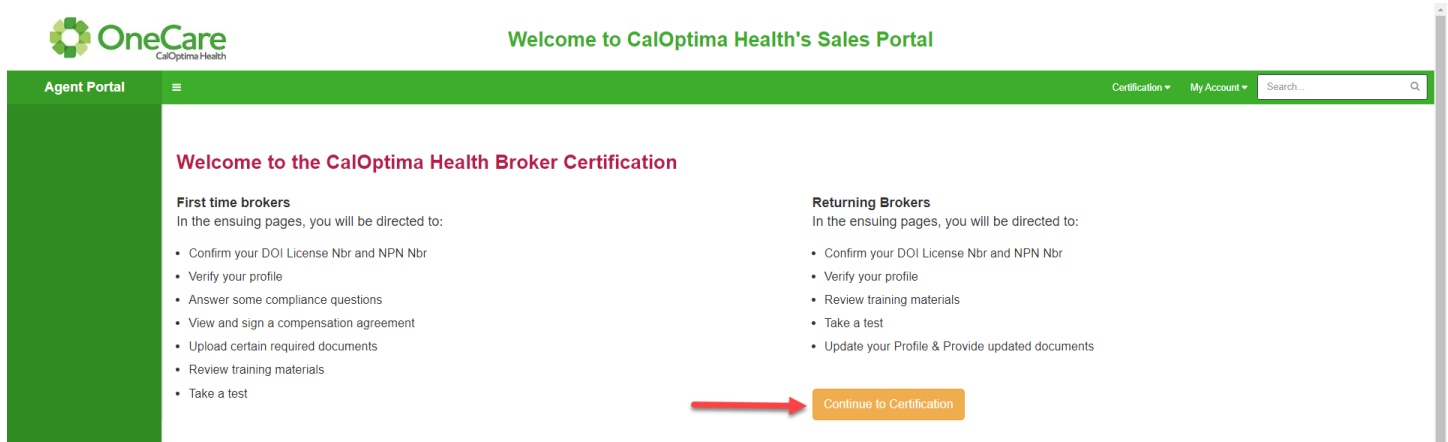 OneCare
CalOptima Health
Welcome to CalOptima Health's Sales Portal
Agent Portal
Certification
My Account
Search...
Welcome to the CalOptima Health Broker Certification
First time brokers
In the ensuing pages, you will be directed to:
• Confirm your DOI License Nbr and NPN Nbr
• Verify your profile
• Answer some compliance questions
• View and sign a compensation agreement
• Upload certain required documents
• Review training materials
• Take a test
Returning Brokers
In the ensuing pages, you will be directed to:
• Confirm your DOI License Nbr and NPN Nbr
• Verify your profile
• Review training materials
• Take a test
• Update your Profile & Provide updated documents
Continue to Certification